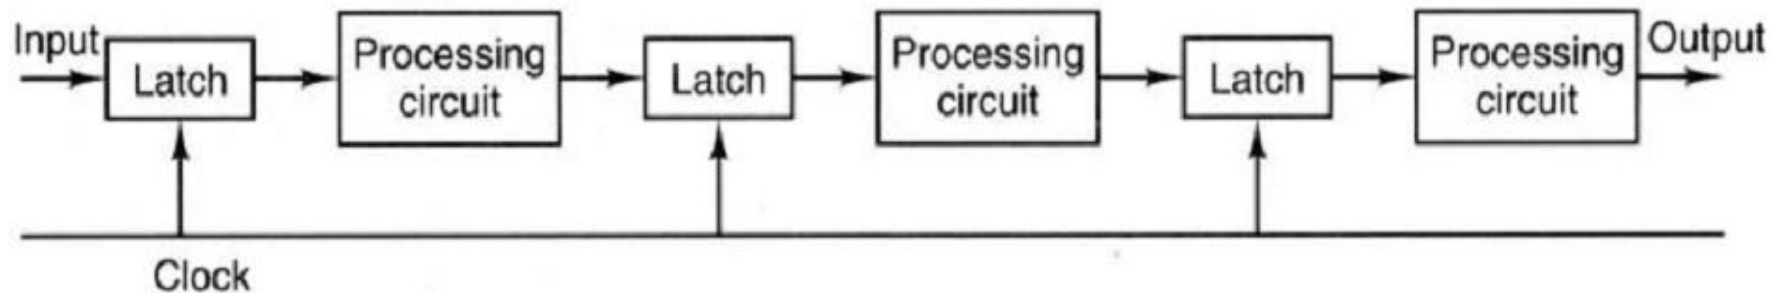 Input
Latch
Processing
circuit
Latch
Processing
circuit
Latch
Processing
circuit
Output
Clock